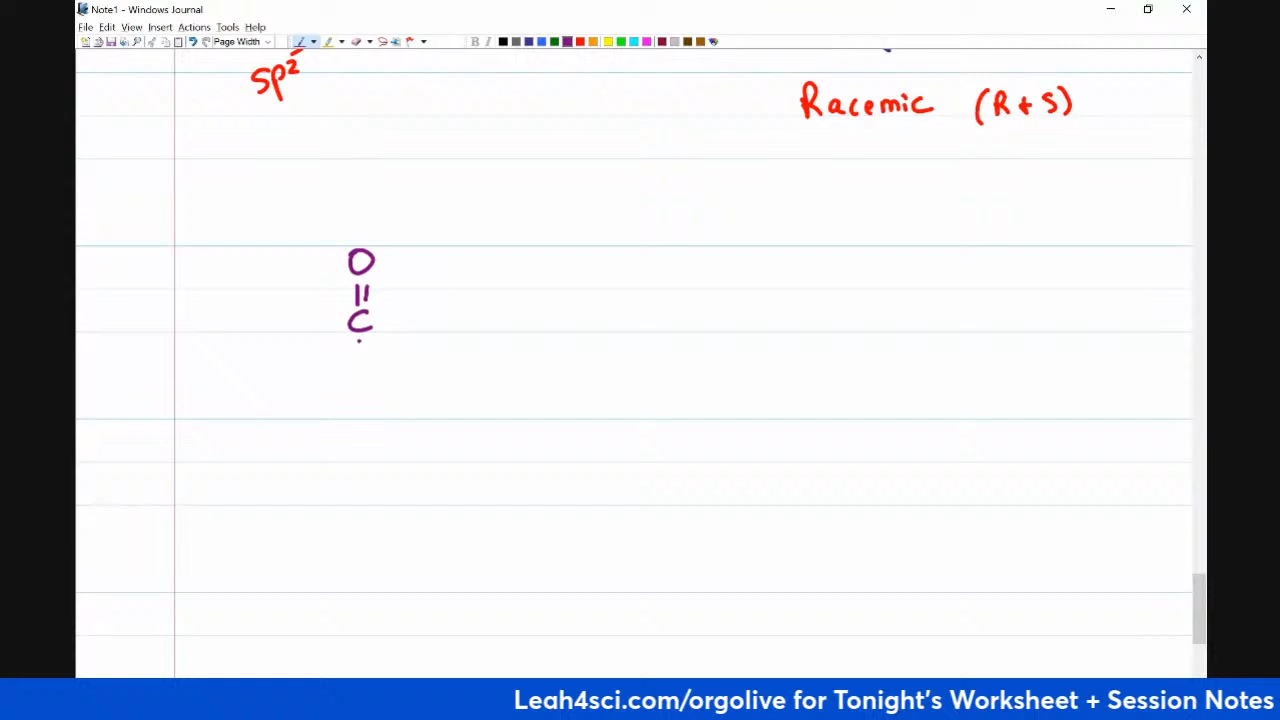 Note1 - Windows Journal
File Edit View Insert Actions Tools Help
Page Width B I
sp²
Racemic (R + S)
O
C
Leah4sci.com/orgolive for Tonight's Worksheet + Session Notes